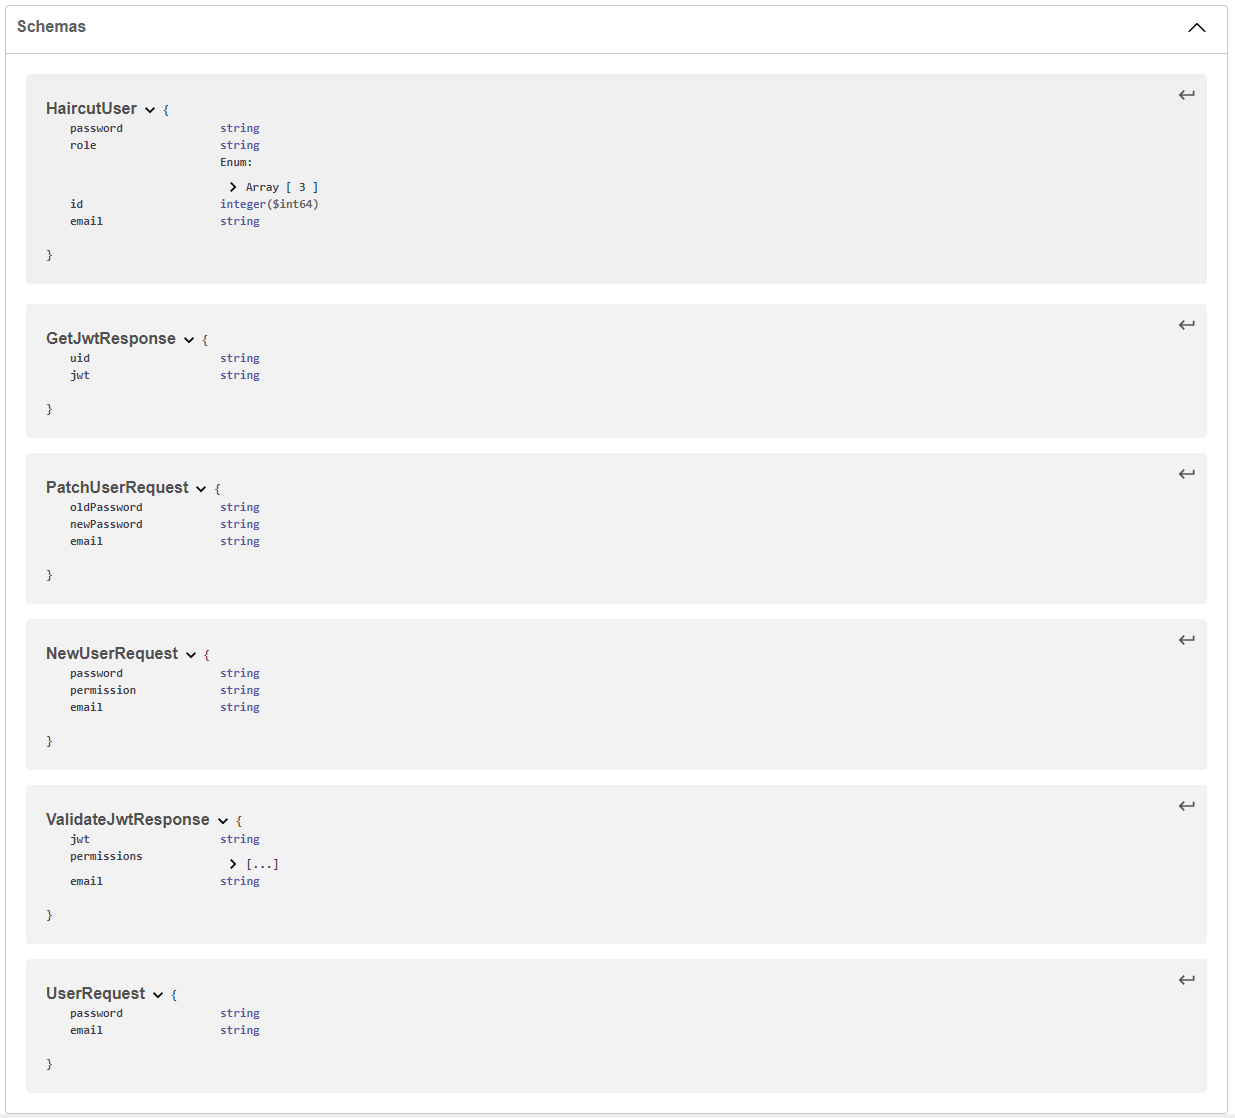 Schemas
HaircutUser {
password string
role string
Enum:
Array [ 3 ]
id integer($int64)
email string
}
GetJwtResponse {
uid string
jwt string
}
PatchUserRequest {
oldPassword string
newPassword string
email string
}
NewUserRequest {
password string
permission string
email string
}
ValidateJwtResponse {
jwt string
permissions [...]
email string
}
UserRequest {
password string
email string
}